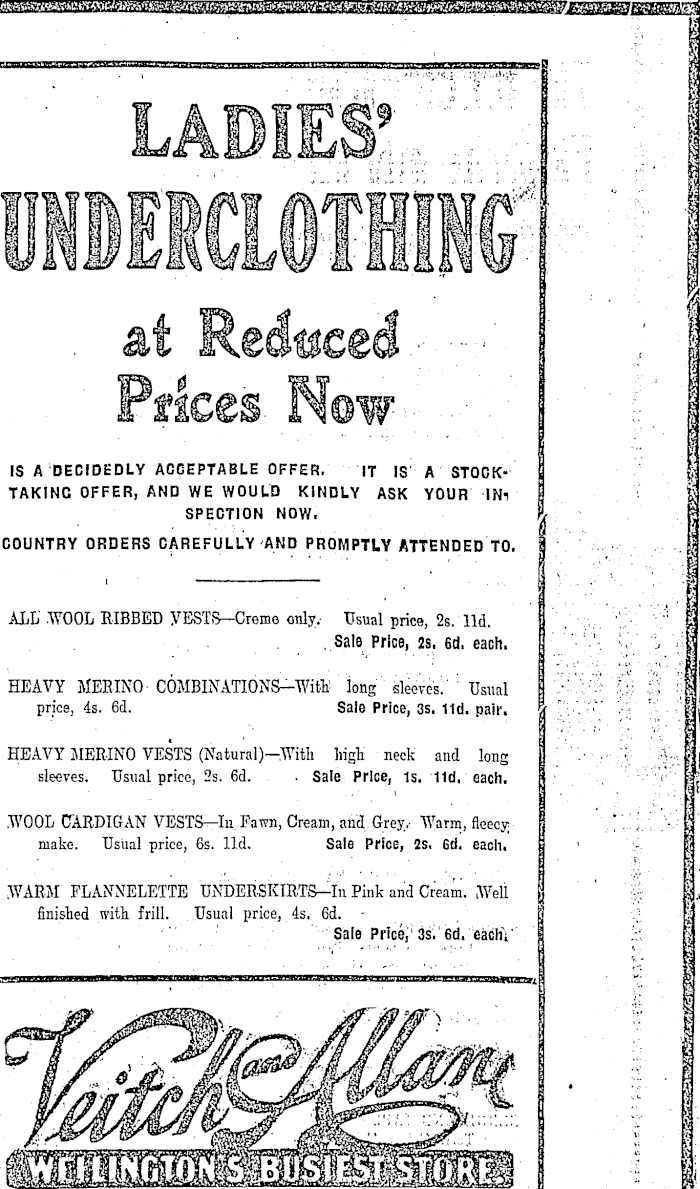 LADIES'
UNDERCLOTHING
at Reduced
Prices Now
IS A DECIDEDLY ACCEPTABLE OFFER. IT IS A STOCK-
TAKING OFFER, AND WE WOULD KINDLY ASK YOUR IN-
SPECTION NOW.
COUNTRY ORDERS CAREFULLY AND PROMPTLY ATTENDED TO.
ALL WOOL RIBBED VESTS—Creme only. Usual price, 2s. 11d.
Sale Price, 2s. 6d. each.
HEAVY MERINO COMBINATIONS—With long sleeves. Usual
price, 4s. 6d. Sale Price, 3s. 11d. pair.
HEAVY MERINO VESTS (Natural)—With high neck and long
sleeves. Usual price, 2s. 6d. Sale Price, 1s. 11d. each.
WOOL CARDIGAN VESTS—In Fawn, Cream, and Grey. Warm, fleecy
make. Usual price, 6s. 11d. Sale Price, 2s. 6d. each.
WARM FLANNELETTE UNDERSKIRTS—In Pink and Cream. Well
finished with frill. Usual price, 4s. 6d.
Sale Price, 3s. 6d. each.
Veitch and Allan
WELLINGTON'S BUSIEST STORE.